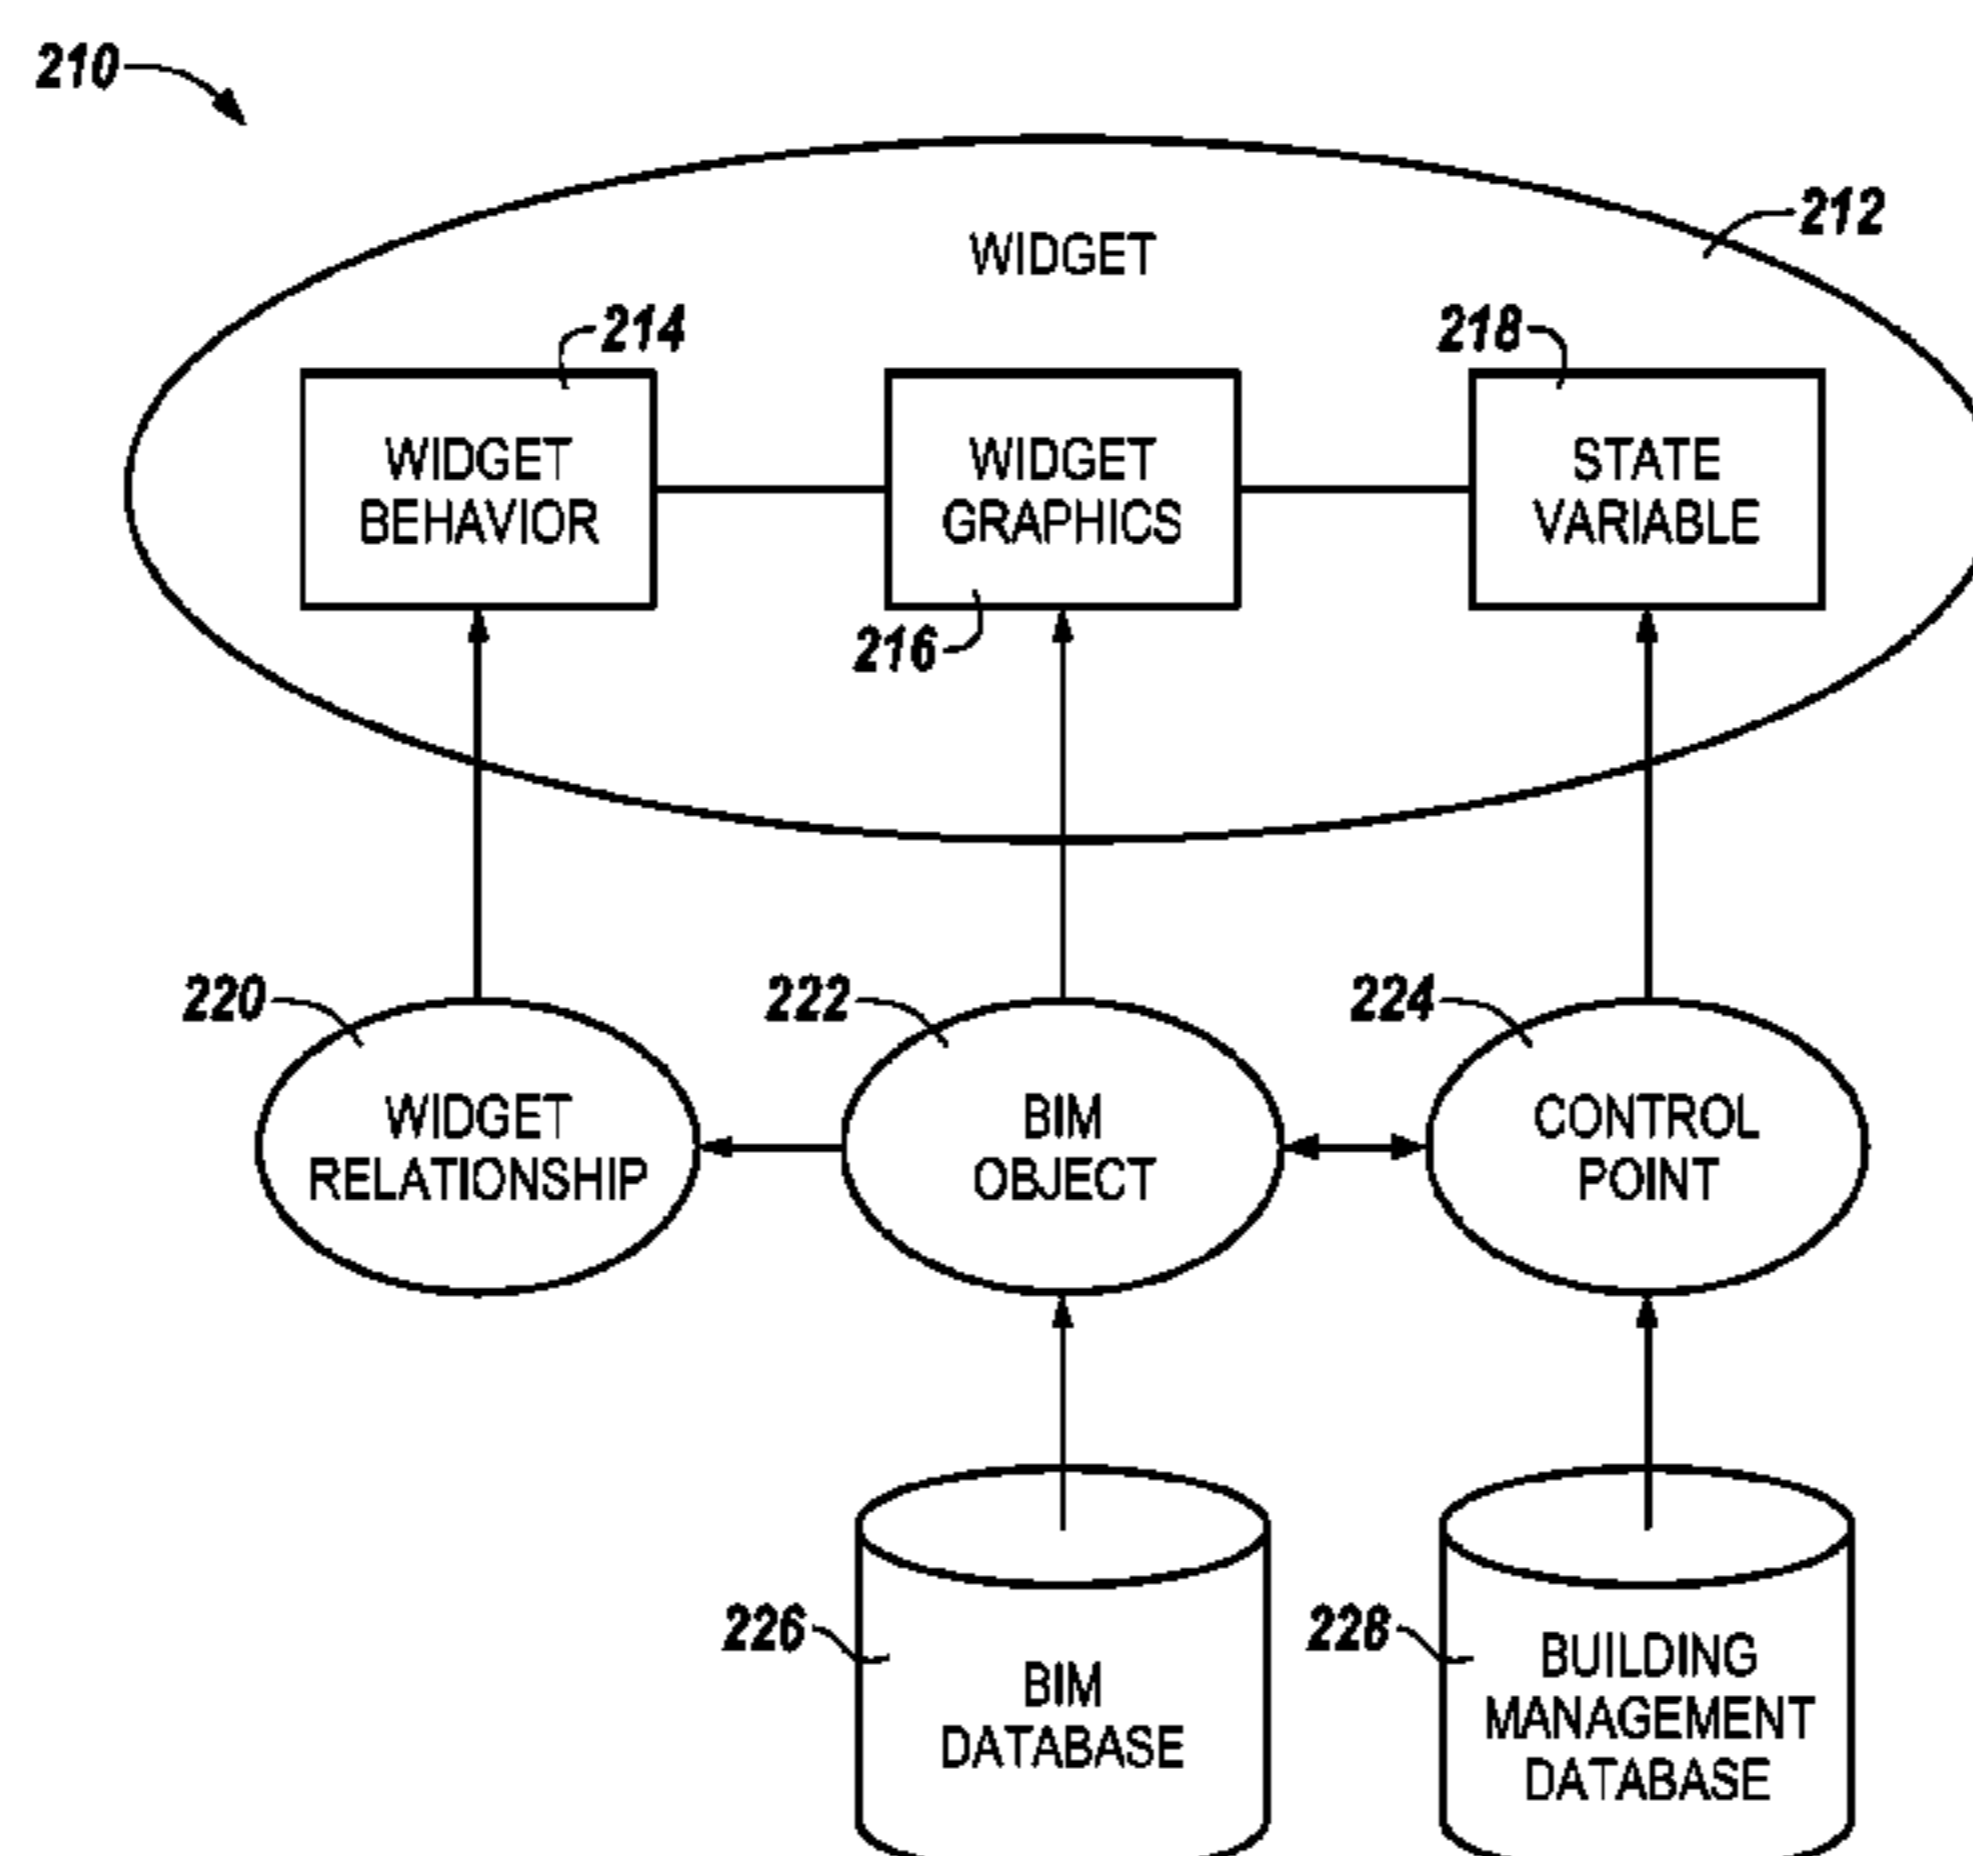 210
212
WIDGET
214
218
WIDGET
BEHAVIOR
WIDGET
GRAPHICS
STATE
VARIABLE
216
220
222
224
WIDGET
RELATIONSHIP
BIM
OBJECT
CONTROL
POINT
226
228
BIM
DATABASE
BUILDING
MANAGEMENT
DATABASE